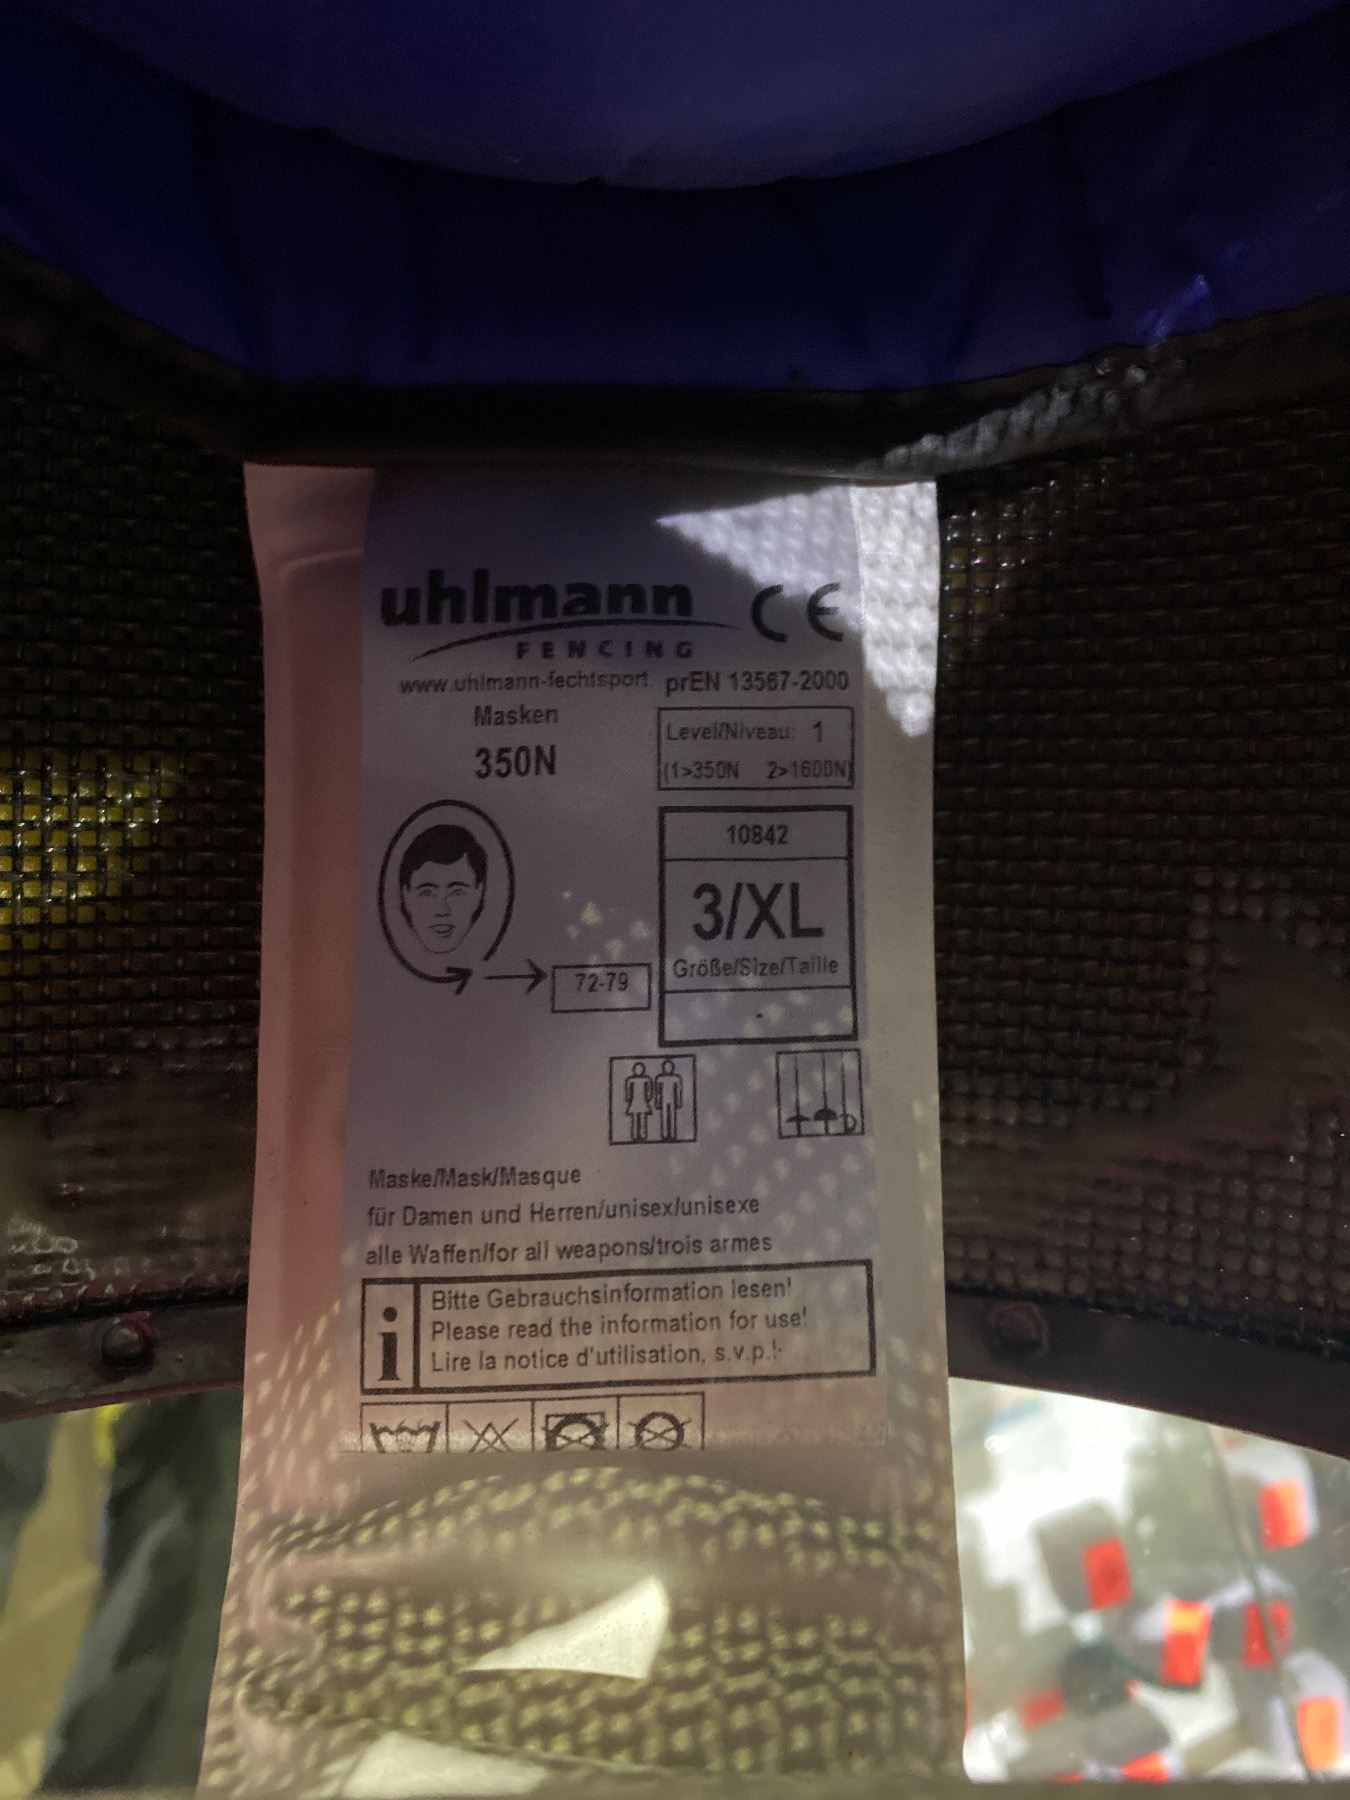 uhlmann
FENCING
CE
www.uhlmann-fechtsport.
prEN 13567-2000
Masken
350N
Level/Niveau: 1
(1>350N 2>1600N)
10842
3/XL
Größe/Size/Taille
72-79
Maske/Mask/Masque
für Damen und Herren/unisex/unisexe
alle Waffen/for all weapons/trois armes
i
Bitte Gebrauchsinformation lesen!
Please read the information for use!
Lire la notice d'utilisation, s.v.p.!